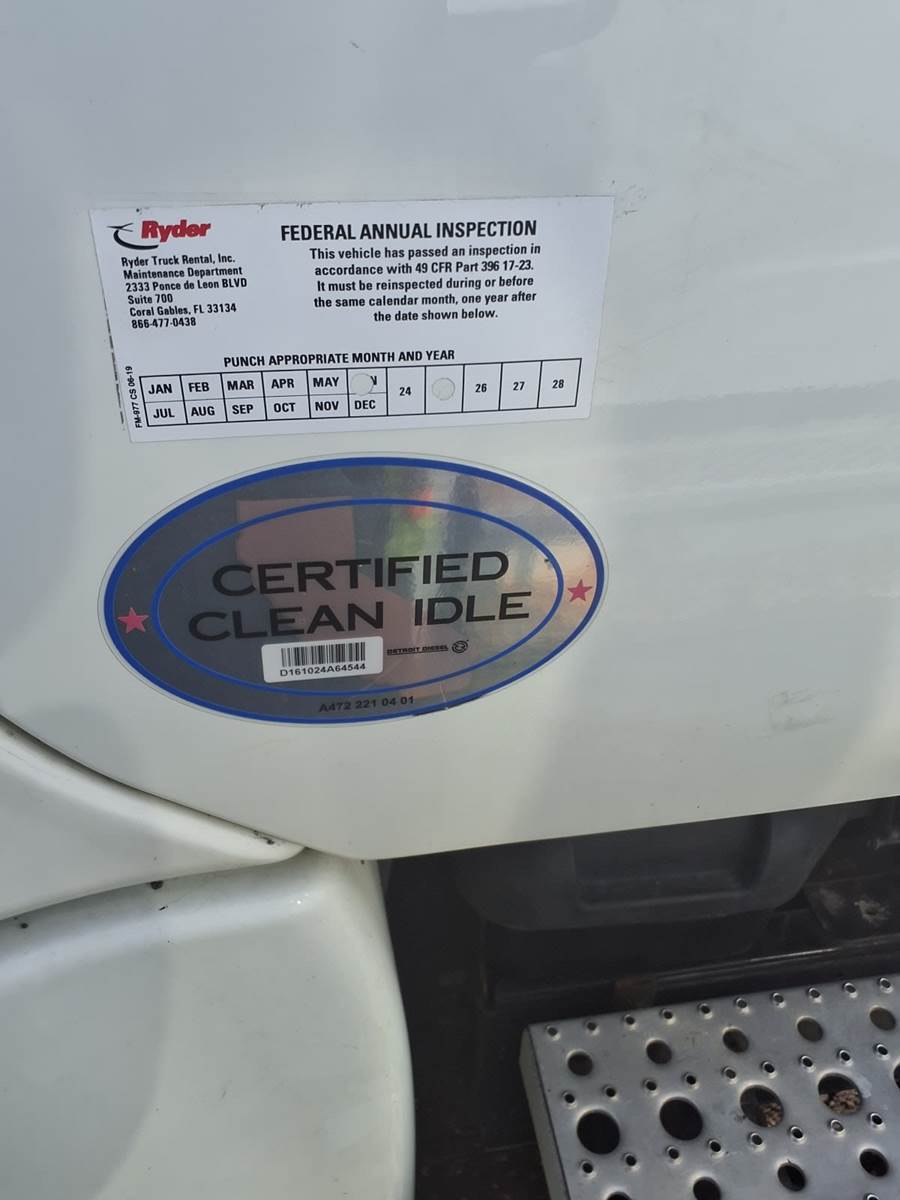 Ryder
Ryder Truck Rental, Inc.
Maintenance Department
2333 Ponce de Leon BLVD
Suite 700
Coral Gables, FL 33134
866-477-0438
FEDERAL ANNUAL INSPECTION
This vehicle has passed an inspection in
accordance with 49 CFR Part 396 17-23.
It must be reinspected during or before
the same calendar month, one year after
the date shown below.
PUNCH APPROPRIATE MONTH AND YEAR
FM-977 CS 06-19
JAN FEB MAR APR MAY N 24 26 27 28
JUL AUG SEP OCT NOV DEC
CERTIFIED
CLEAN IDLE
DETROIT DIESEL
D161024A64544
A472 221 04 01